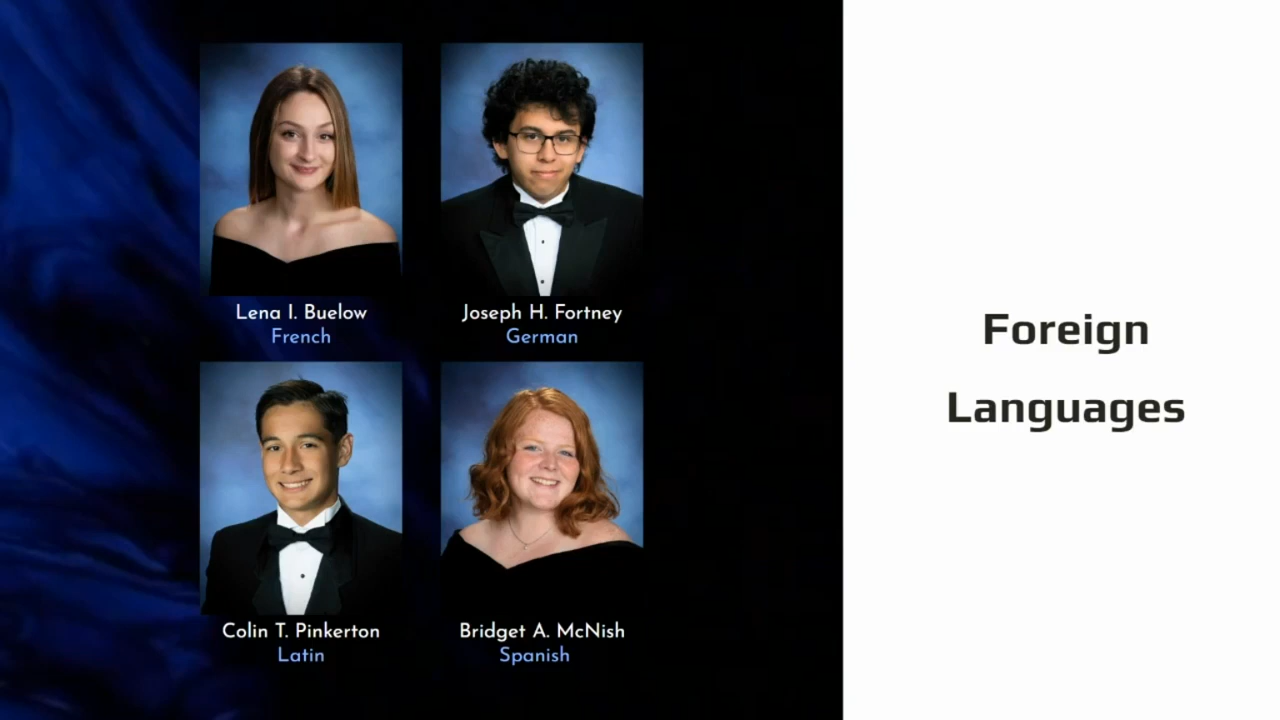 Lena I. Buelow
French
Joseph H. Fortney
German
Colin T. Pinkerton
Latin
Bridget A. McNish
Spanish
Foreign
Languages